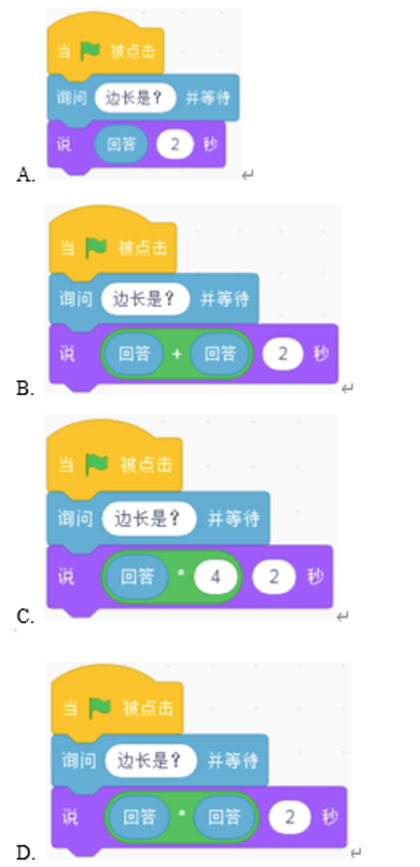 当 被点击
询问 边长是？ 并等待
说 回答 2 秒
A.
当 被点击
询问 边长是？ 并等待
说 回答 + 回答 2 秒
B.
当 被点击
询问 边长是？ 并等待
说 回答 * 4 2 秒
C.
当 被点击
询问 边长是？ 并等待
说 回答 * 回答 2 秒
D.